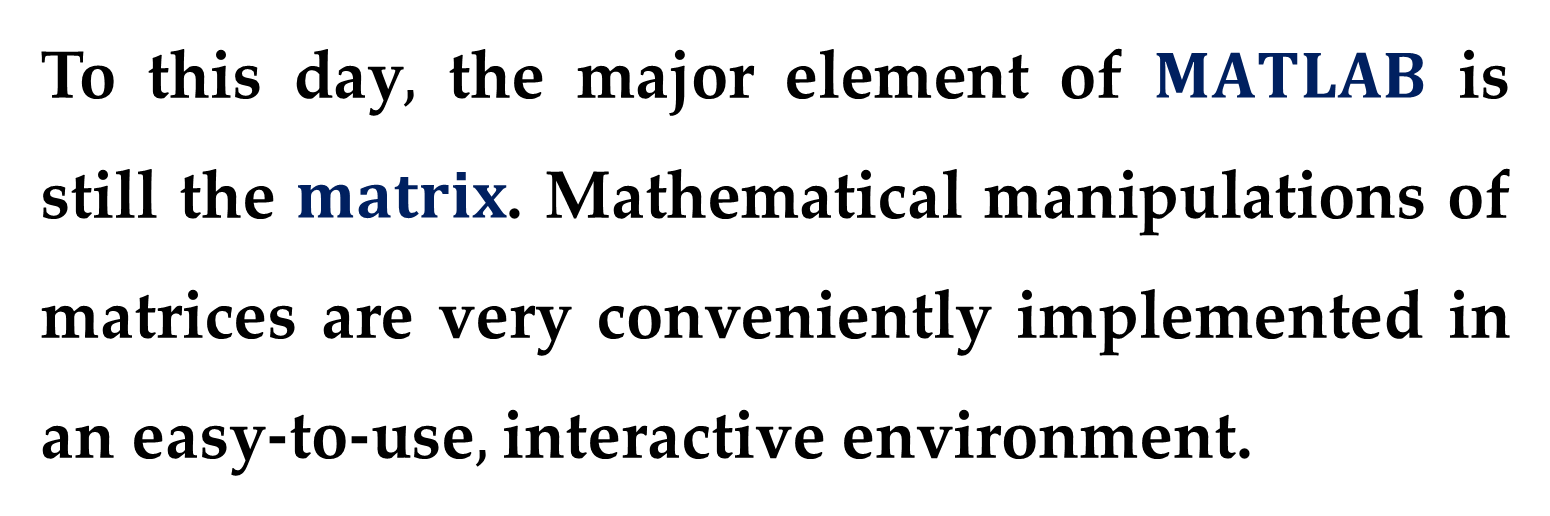 To this day, the major element of MATLAB is
still the matrix. Mathematical manipulations of
matrices are very conveniently implemented in
an easy-to-use, interactive environment.